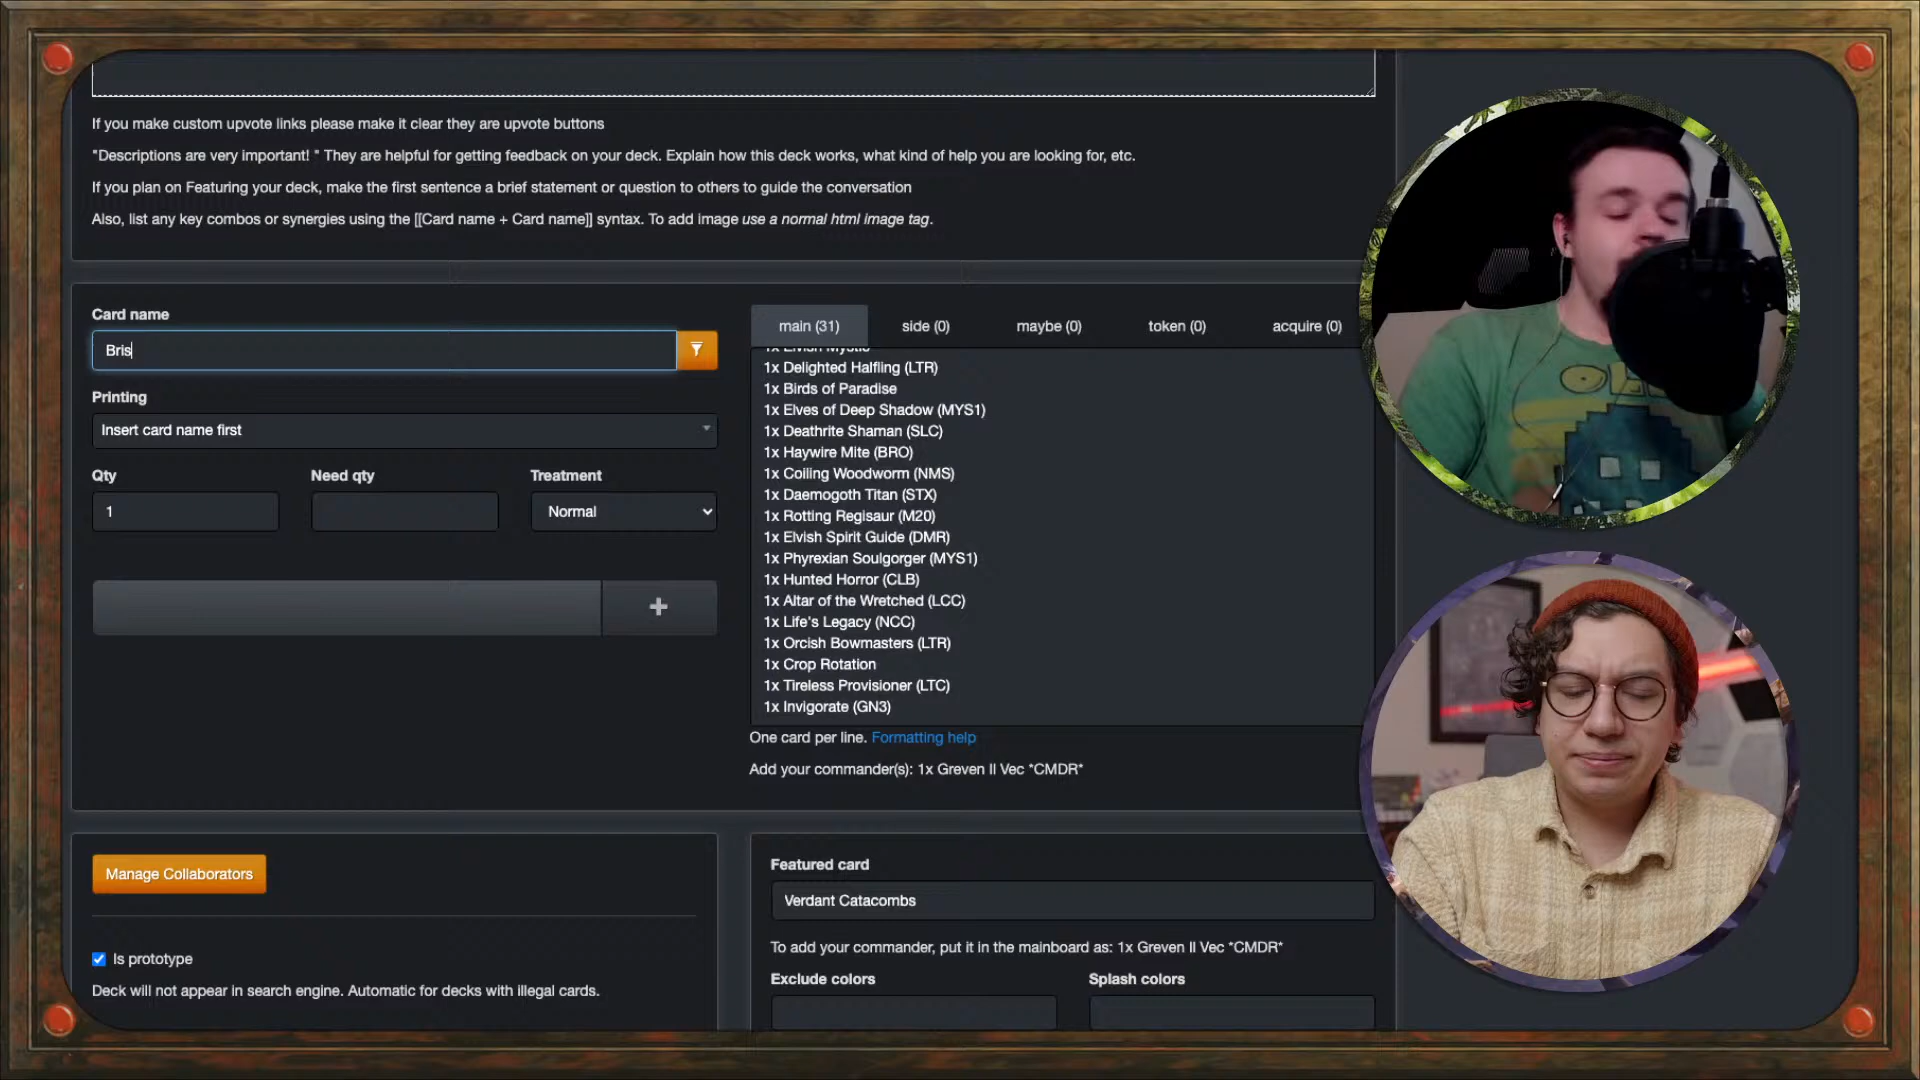 If you make custom upvote links please make it clear they are upvote buttons
"Descriptions are very important! " They are helpful for getting feedback on your deck. Explain how this deck works, what kind of help you are looking for, etc.
If you plan on Featuring your deck, make the first sentence a brief statement or question to others to guide the conversation
Also, list any key combos or synergies using the [[Card name + Card name]] syntax. To add image use a normal html image tag.
Card name
Bris
Printing
Insert card name first
Qty
Need qty
Treatment
1
Normal
+
main (31)
side (0)
maybe (0)
token (0)
acquire (0)
1x Elvish Mystic
1x Delighted Halfling (LTR)
1x Birds of Paradise
1x Elves of Deep Shadow (MYS1)
1x Deathrite Shaman (SLC)
1x Haywire Mite (BRO)
1x Coiling Woodworm (NMS)
1x Daemogoth Titan (STX)
1x Rotting Regisaur (M20)
1x Elvish Spirit Guide (DMR)
1x Phyrexian Soulgorger (MYS1)
1x Hunted Horror (CLB)
1x Altar of the Wretched (LCC)
1x Life's Legacy (NCC)
1x Orcish Bowmasters (LTR)
1x Crop Rotation
1x Tireless Provisioner (LTC)
1x Invigorate (GN3)
One card per line. Formatting help
Add your commander(s): 1x Greven Il Vec *CMDR*
Manage Collaborators
Is prototype
Deck will not appear in search engine. Automatic for decks with illegal cards.
Featured card
Verdant Catacombs
To add your commander, put it in the mainboard as: 1x Greven Il Vec *CMDR*
Exclude colors
Splash colors